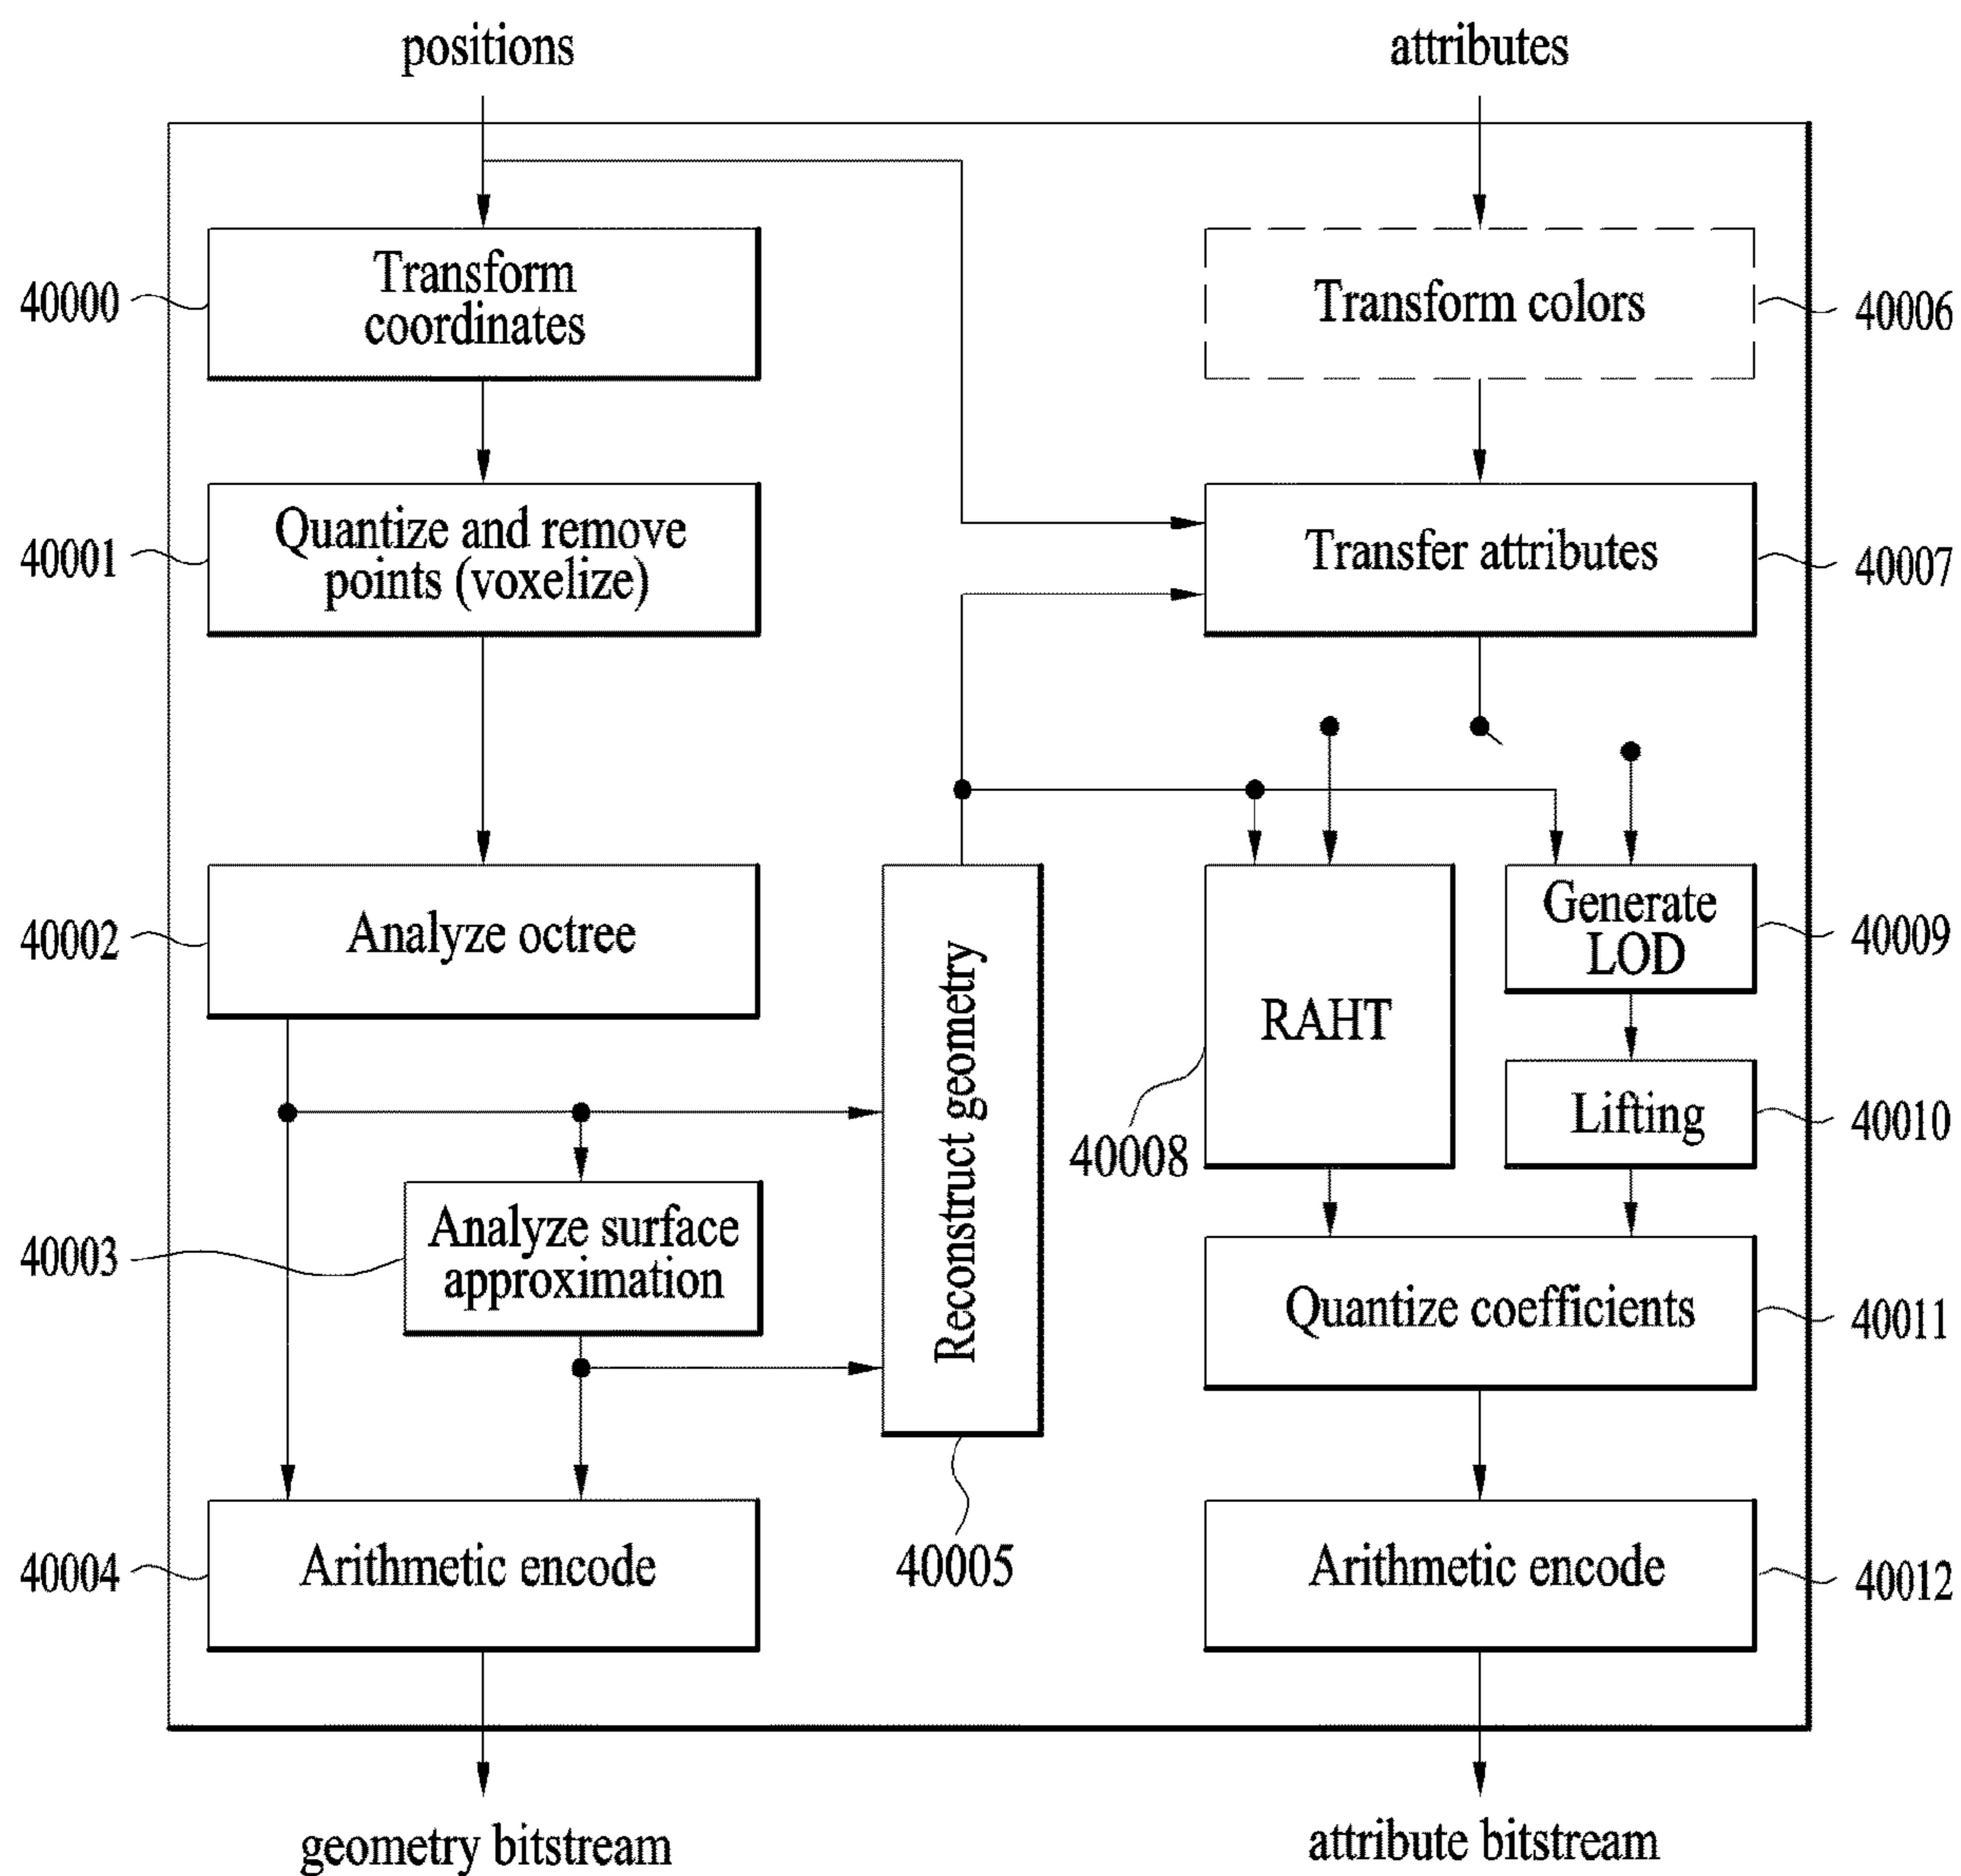 positions
attributes
Transform
coordinates
40000
Transform colors
40006
Quantize and remove
points (voxelize)
40001
Transfer attributes
40007
Analyze octree
40002
Reconstruct geometry
40005
RAHT
40008
Generate
LOD
40009
Lifting
40010
Analyze surface
approximation
40003
Quantize coefficients
40011
Arithmetic encode
40004
Arithmetic encode
40012
geometry bitstream
attribute bitstream